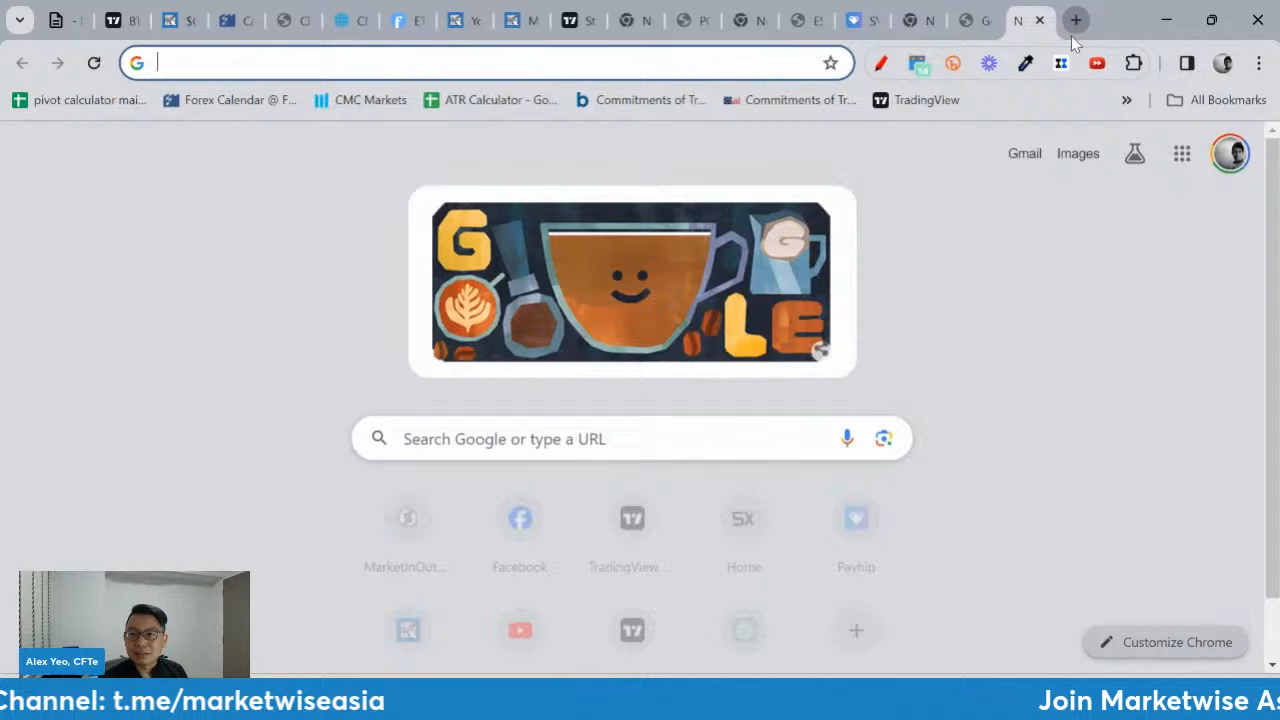 N
pivot calculator mai...
Forex Calendar @ F...
CMC Markets
ATR Calculator - Go...
Commitments of Tr...
Commitments of Tr...
TradingView
All Bookmarks
Gmail
Images
G
G
L E
Search Google or type a URL
MarketInOut...
Facebook
TradingView ...
Home
Payhip
Customize Chrome
Alex Yeo, CFTe
Channel: t.me/marketwiseasia
Join Marketwise As